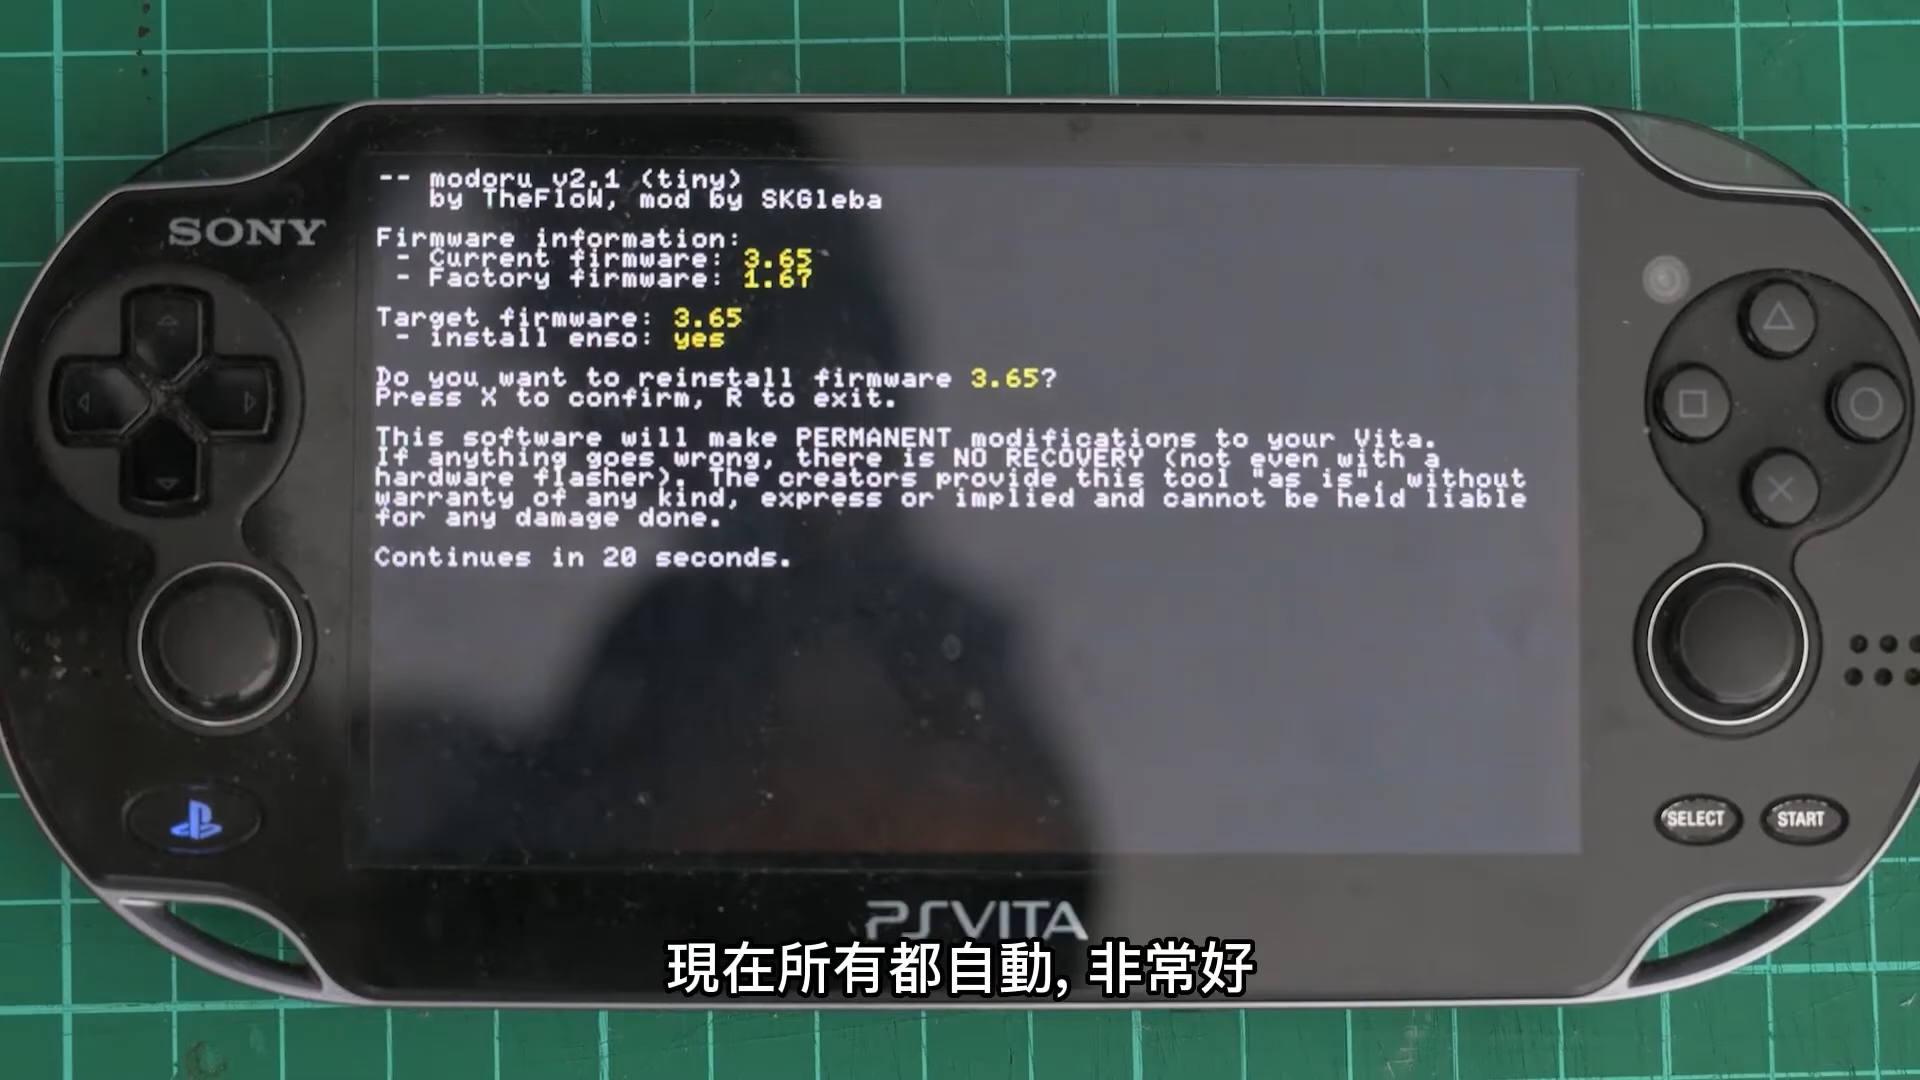 -- modoru v2.1 (tiny)
by TheFloW, mod by SKGleba
SONY
Firmware information:
- Current firmware: 3.65
- Factory firmware: 1.67
Target firmware: 3.65
- install enso: yes
Do you want to reinstall firmware 3.65?
Press X to confirm, R to exit.
This software will make PERMANENT modifications to your Vita.
If anything goes wrong, there is NO RECOVERY (not even with a
hardware flasher). The creators provide this tool "as is", without
warranty of any kind, express or implied and cannot be held liable
for any damage done.
Continues in 20 seconds.
SELECT START
PSVITA
現在所有都自動, 非常好